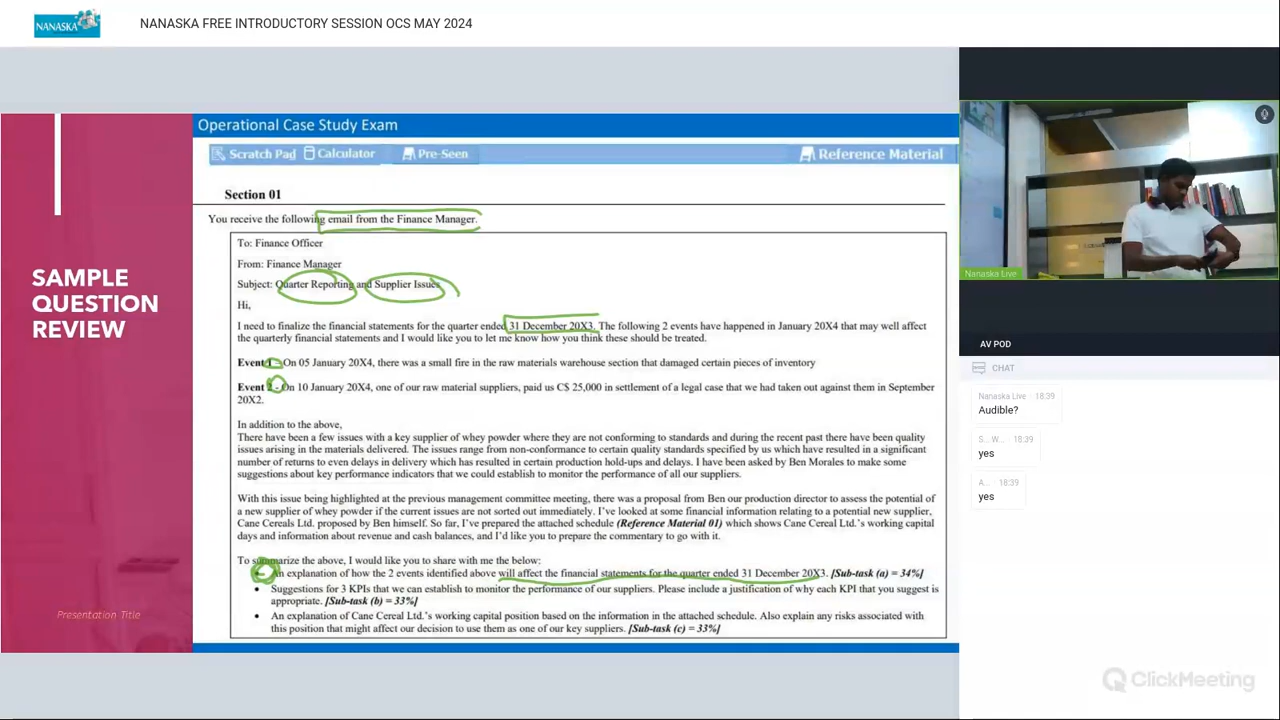 NANASKA
NANASKA FREE INTRODUCTORY SESSION OCS MAY 2024
SAMPLE
QUESTION
REVIEW
Presentation Title
Operational Case Study Exam
Scratch Pad Calculator Pre-Seen Reference Material
Section 01
You receive the following email from the Finance Manager.
To: Finance Officer
From: Finance Manager
Subject: Quarter Reporting and Supplier Issues
Hi,
I need to finalize the financial statements for the quarter ended 31 December 20X3. The following 2 events have happened in January 20X4 that may well affect
the quarterly financial statements and I would like you to let me know how you think these should be treated.
Event 1 – On 05 January 20X4, there was a small fire in the raw materials warehouse section that damaged certain pieces of inventory
Event 2 - On 10 January 20X4, one of our raw material suppliers, paid us C$ 25,000 in settlement of a legal case that we had taken out against them in September
20X2.
In addition to the above,
There have been a few issues with a key supplier of whey powder where they are not conforming to standards and during the recent past there have been quality
issues arising in the materials delivered. The issues range from non-conformance to certain quality standards specified by us which have resulted in a significant
number of returns to even delays in delivery which has resulted in certain production hold-ups and delays. I have been asked by Ben Morales to make some
suggestions about key performance indicators that we could establish to monitor the performance of all our suppliers.
With this issue being highlighted at the previous management committee meeting, there was a proposal from Ben our production director to assess the potential of
a new supplier of whey powder if the current issues are not sorted out immediately. I've looked at some financial information relating to a potential new supplier,
Cane Cereals Ltd. proposed by Ben himself. So far, I've prepared the attached schedule (Reference Material 01) which shows Cane Cereal Ltd.'s working capital
days and information about revenue and cash balances, and I'd like you to prepare the commentary to go with it.
To summarize the above, I would like you to share with me the below:
• An explanation of how the 2 events identified above will affect the financial statements for the quarter ended 31 December 20X3. [Sub-task (a) = 34%]
• Suggestions for 3 KPIs that we can establish to monitor the performance of our suppliers. Please include a justification of why each KPI that you suggest is
appropriate. [Sub-task (b) = 33%]
• An explanation of Cane Cereal Ltd.'s working capital position based on the information in the attached schedule. Also explain any risks associated with
this position that might affect our decision to use them as one of our key suppliers. [Sub-task (c) = 33%]
Nanaska Live
AV POD
CHAT
Nanaska Live 18:39
Audible?
S... W... 18:39
yes
A... 18:39
yes
ClickMeeting